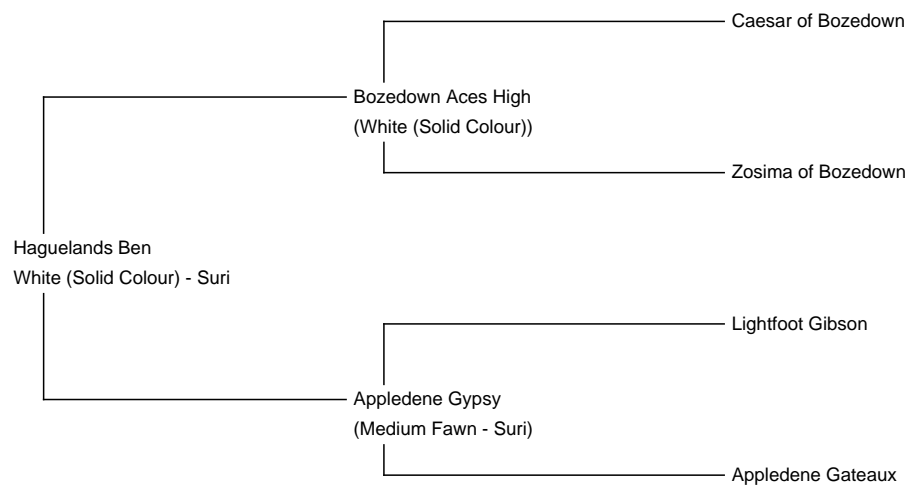 Caesar of Bozedown
Bozedown Aces High
(White (Solid Colour))
Zosima of Bozedown
Haguelands Ben
White (Solid Colour) - Suri
Lightfoot Gibson
Appledene Gypsy
(Medium Fawn - Suri)
Appledene Gateaux